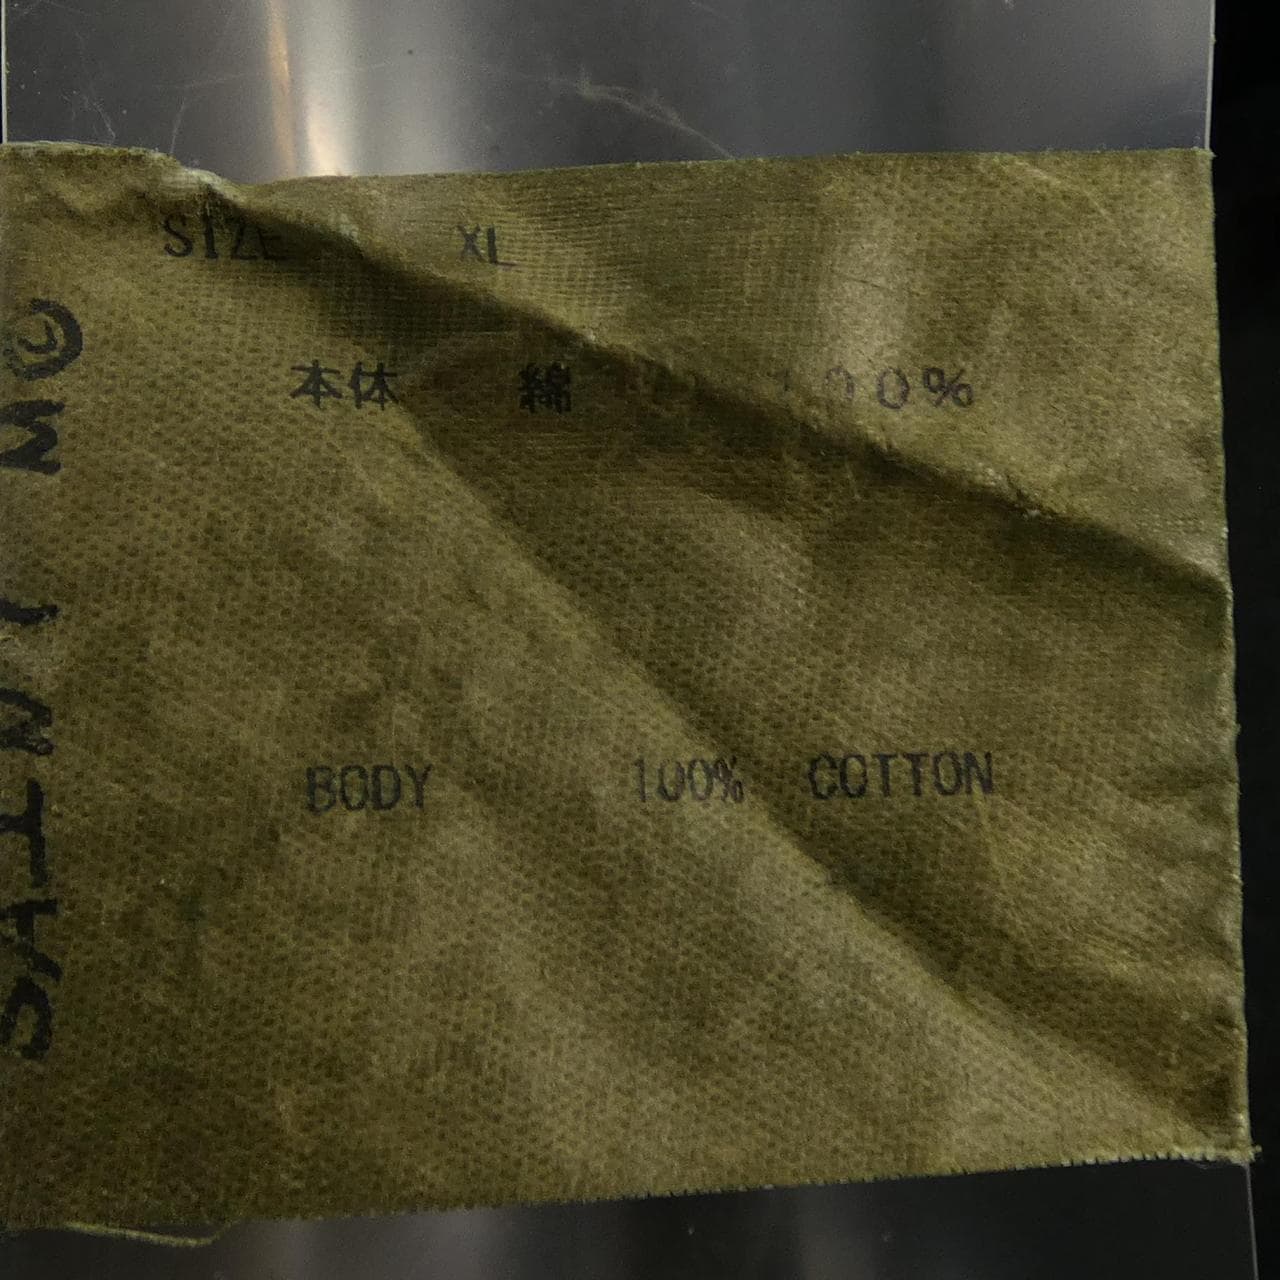 SIZE XL
本体 綿 100%
BODY 100% COTTON